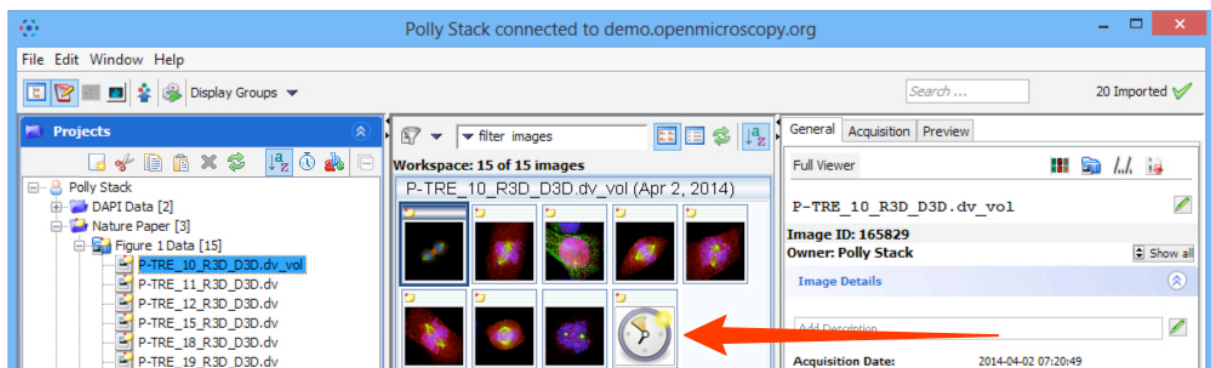 Polly Stack connected to demo.openmicroscopy.org
File Edit Window Help
Display Groups
Search ...
20 Imported
Projects
Polly Stack
DAPI Data [2]
Nature Paper [3]
Figure 1 Data [15]
P-TRE_10_R3D_D3D.dv_vol
P-TRE_11_R3D_D3D.dv
P-TRE_12_R3D_D3D.dv
P-TRE_15_R3D_D3D.dv
P-TRE_18_R3D_D3D.dv
P-TRE_19_R3D_D3D.dv
filter images
Workspace: 15 of 15 images
P-TRE_10_R3D_D3D.dv_vol (Apr 2, 2014)
General Acquisition Preview
Full Viewer
P-TRE_10_R3D_D3D.dv_vol
Image ID: 165829
Owner: Polly Stack
Show all
Image Details
Add Description
Acquisition Date: 2014-04-02 07:20:49